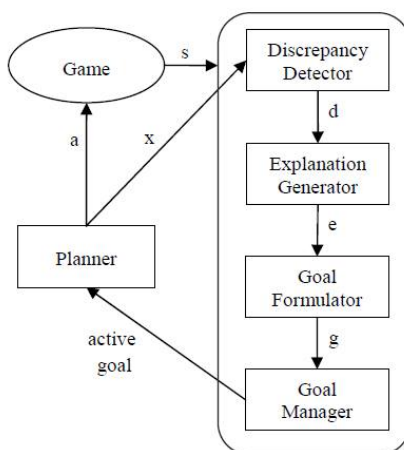 Game
s
Discrepancy
Detector
a
x
d
Explanation
Generator
e
Planner
Goal
Formulator
active
goal
g
Goal
Manager